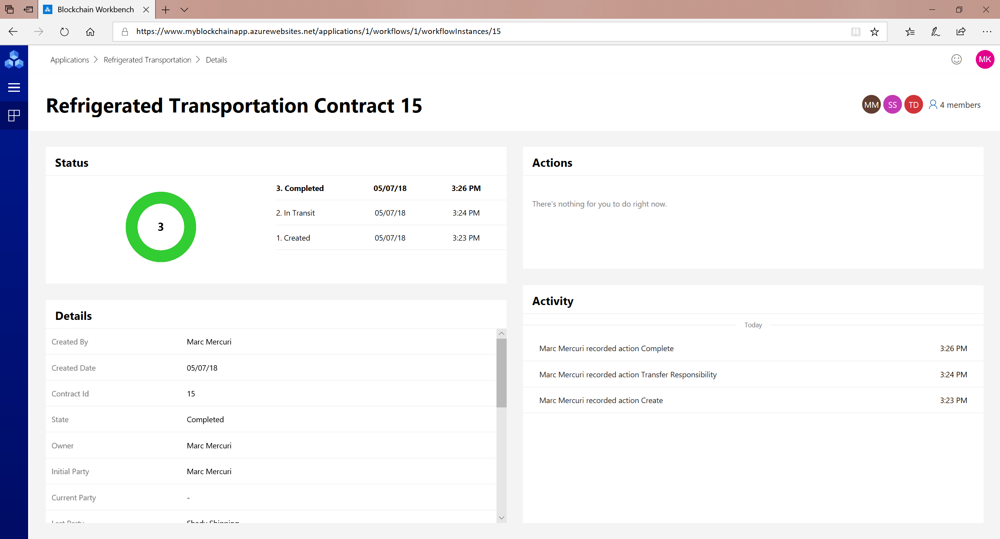 Blockchain Workbench
https://www.myblockchainapp.azurewebsites.net/applications/1/workflows/1/workflowInstances/15
Applications > Refrigerated Transportation > Details
MK
Refrigerated Transportation Contract 15
MM SS TD 4 members
Status
3
3. Completed 05/07/18 3:26 PM
2. In Transit 05/07/18 3:24 PM
1. Created 05/07/18 3:23 PM
Actions
There's nothing for you to do right now.
Details
Created By Marc Mercuri
Created Date 05/07/18
Contract Id 15
State Completed
Owner Marc Mercuri
Initial Party Marc Mercuri
Current Party -
Last Party Shady Shipping
Activity
Today
Marc Mercuri recorded action Complete 3:26 PM
Marc Mercuri recorded action Transfer Responsibility 3:24 PM
Marc Mercuri recorded action Create 3:23 PM